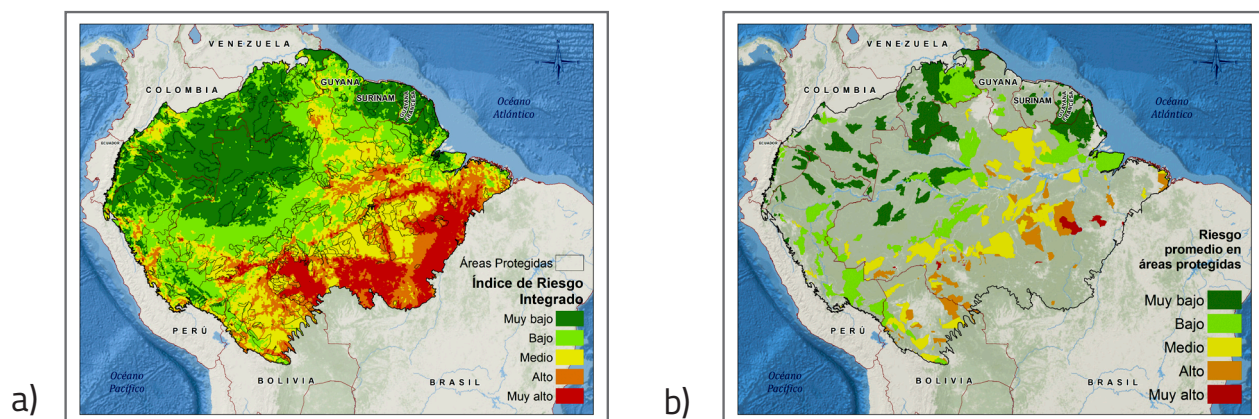 a)
VENEZUELA
COLOMBIA
GUYANA
SURINAM
GUYANA
FRANCESA
ECUADOR
Océano
Atlántico
PERÚ
BOLIVIA
BRASIL
Océano
Pacífico
Áreas Protegidas
Índice de Riesgo
Integrado
Muy bajo
Bajo
Medio
Alto
Muy alto
b)
VENEZUELA
COLOMBIA
GUYANA
SURINAM
GUYANA
FRANCESA
ECUADOR
Océano
Atlántico
PERÚ
BOLIVIA
BRASIL
Océano
Pacífico
Riesgo
promedio en
áreas protegidas
Muy bajo
Bajo
Medio
Alto
Muy alto